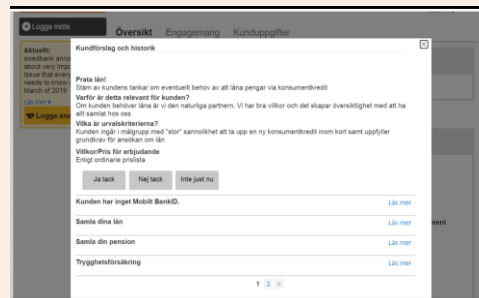 Logga möte
Översikt Engagemang Kunduppgifter
Aktuellt:
swedbank anno
about very Impo
Issue that every
needs to know
March of 2019
Läs mer
Logga
Kundförslag och historik
Prata lån!
Stäm av kundens tankar om eventuellt behov av att låna pengar via konsumentkredit
Varför är detta relevant för kunden?
Om kunden behöver låna är vi den naturliga partnern. Vi har bra villkor och det skapar översiktlighet med att ha
allt samlat hos oss
Vilka är urvalskriterierna?
Kunden ingår i målgrupp med "stor" sannolikhet att ta upp en ny konsumentkredit inom kort samt uppfyller
grundkrav för ansökan om lån
Villkor/Pris för erbjudande
Enligt ordinarie prislista
Ja tack Nej tack Inte just nu
Kunden har inget Mobilt BankID. Läs mer
Samla dina lån Läs mer
Samla din pension Läs mer
Trygghetsförsäkring Läs mer
1 2 >